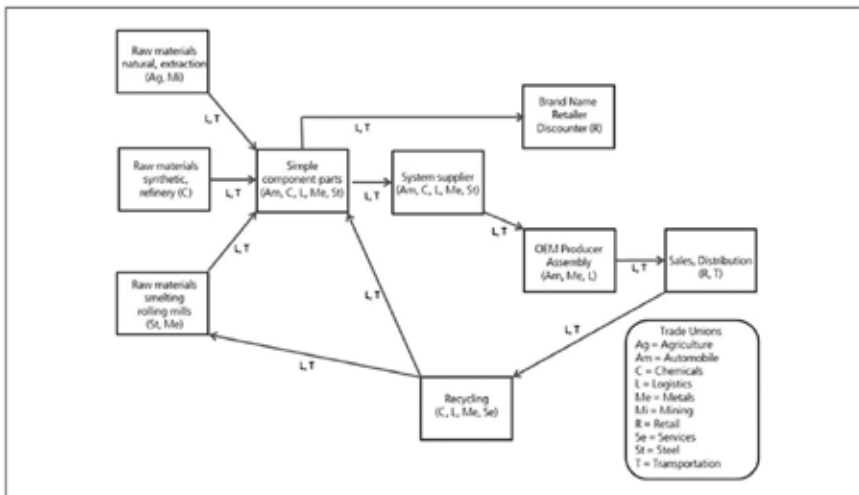 Raw materials
natural, extraction
(Ag, Mi)
L, T
Brand Name
Retailer
Discounter (R)
L, T
Raw materials
synthetic,
refinery (C)
L, T
Simple
component parts
(Am, C, L, Me, St)
L, T
System supplier
(Am, C, L, Me, St)
L, T
L, T
OEM Producer
Assembly
(Am, Me, L)
L, T
Sales, Distribution
(R, T)
Raw materials
smelting
rolling mills
(St, Me)
L, T
L, T
L, T
Recycling
(C, L, Me, Se)
Trade Unions
Ag = Agriculture
Am = Automobile
C = Chemicals
L = Logistics
Me = Metals
Mi = Mining
R = Retail
Se = Services
St = Steel
T = Transportation